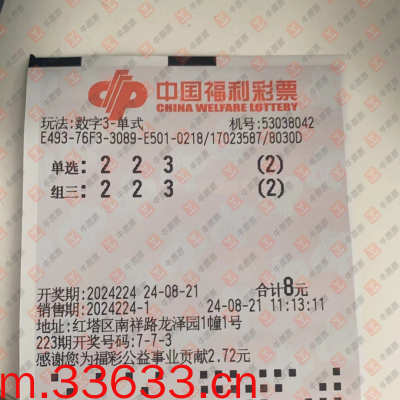 中国福利彩票
CHINA WELFARE LOTTERY
玩法:数字3-单式 机号:53038042
E493-76F3-3089-E501-0218/17023587/8030D
单选: 2 2 3 (2)
组三: 2 2 3 (2)
开奖期:2024224 24-08-21 合计8元
销售期:2024224-1 24-08-21 11:13:11
地址:红塔区南祥路龙泽园1幢1号
223期开奖号码:7-7-3
感谢您为福彩公益事业贡献2.72元
m.33633.cn